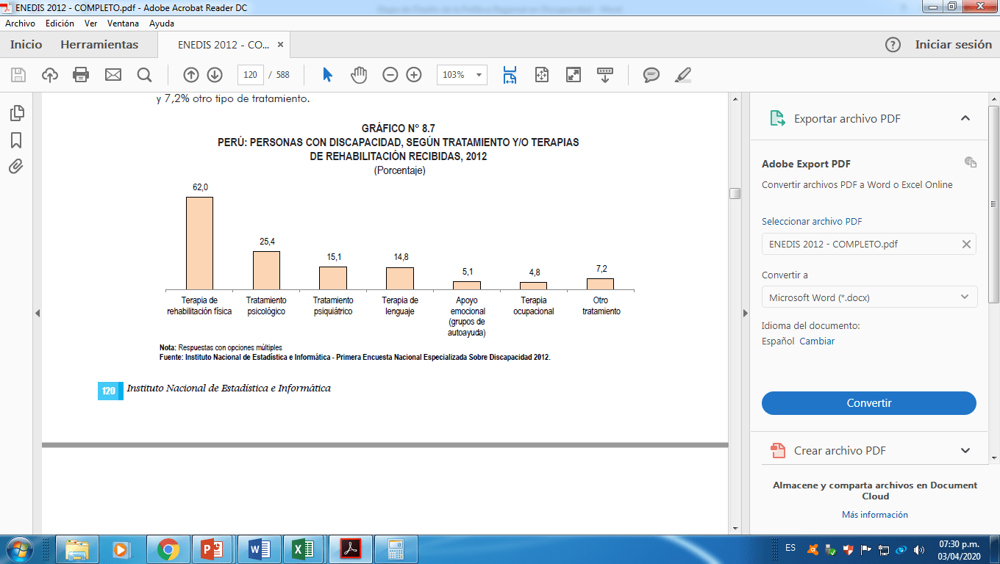 ENEDIS 2012 - COMPLETO.pdf - Adobe Acrobat Reader DC
Archivo Edición Ver Ventana Ayuda
Inicio Herramientas ENEDIS 2012 - CO... × Iniciar sesión
120 / 588 103%
y 7,2% otro tipo de tratamiento.
GRÁFICO N° 8.7
PERÚ: PERSONAS CON DISCAPACIDAD, SEGÚN TRATAMIENTO Y/O TERAPIAS
DE REHABILITACIÓN RECIBIDAS, 2012
(Porcentaje)
62,0
25,4
15,1
14,8
5,1
4,8
7,2
Terapia de
rehabilitación física
Tratamiento
psicológico
Tratamiento
psiquiátrico
Terapia de
lenguaje
Apoyo
emocional
(grupos de
autoayuda)
Terapia
ocupacional
Otro
tratamiento
Nota: Respuestas con opciones múltiples
Fuente: Instituto Nacional de Estadística e Informática - Primera Encuesta Nacional Especializada Sobre Discapacidad 2012.
120 Instituto Nacional de Estadística e Informática
Exportar archivo PDF
Adobe Export PDF
Convertir archivos PDF a Word o Excel Online
Seleccionar archivo PDF
ENEDIS 2012 - COMPLETO.pdf
Convertir a
Microsoft Word (*.docx)
Idioma del documento:
Español Cambiar
Convertir
Crear archivo PDF
Almacene y comparta archivos en Document
Cloud
Más información
ES
07:30 p.m.
03/04/2020